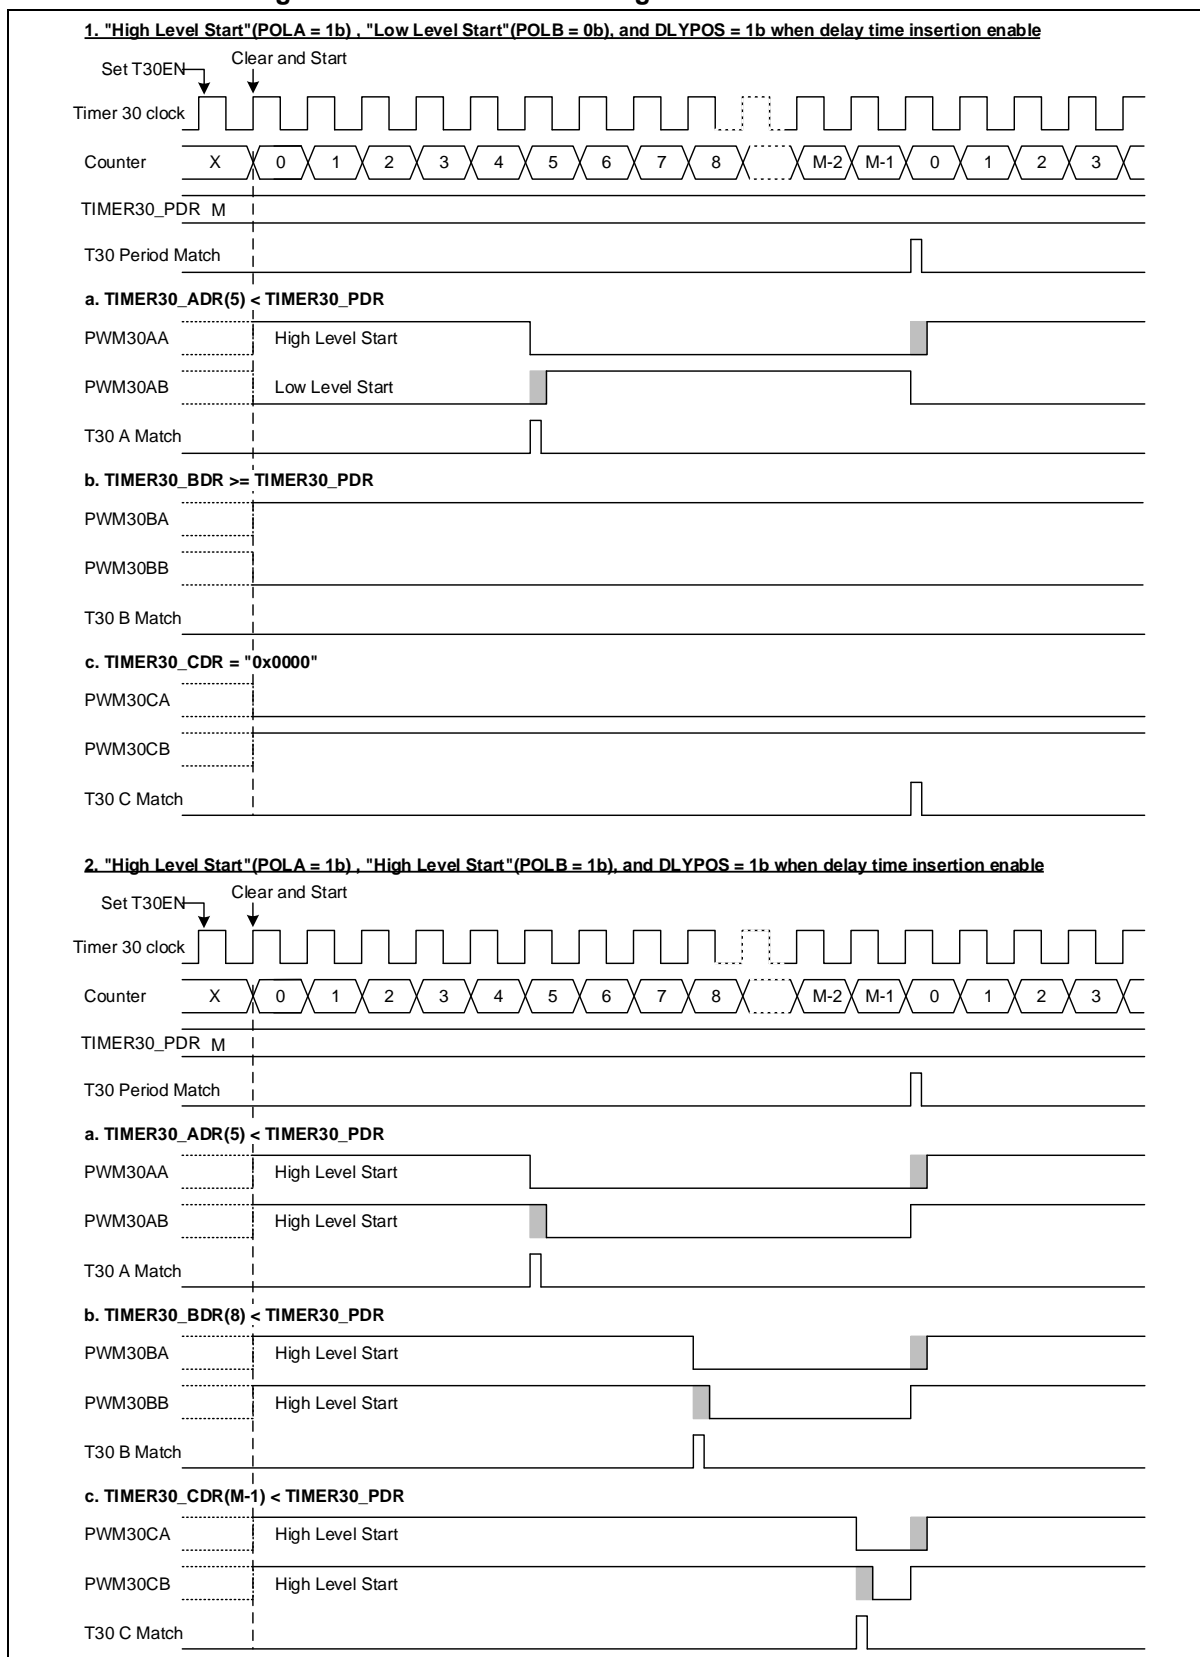 1. "High Level Start"(POLA = 1b) , "Low Level Start"(POLB = 0b), and DLYPOS = 1b when delay time insertion enable
Set T30EN
Clear and Start
Timer 30 clock
Counter X 0 1 2 3 4 5 6 7 8 M-2 M-1 0 1 2 3
TIMER30_PDR M
T30 Period Match
a. TIMER30_ADR(5) < TIMER30_PDR
PWM30AA High Level Start
PWM30AB Low Level Start
T30 A Match
b. TIMER30_BDR >= TIMER30_PDR
PWM30BA
PWM30BB
T30 B Match
c. TIMER30_CDR = "0x0000"
PWM30CA
PWM30CB
T30 C Match
2. "High Level Start"(POLA = 1b) , "High Level Start"(POLB = 1b), and DLYPOS = 1b when delay time insertion enable
Set T30EN
Clear and Start
Timer 30 clock
Counter X 0 1 2 3 4 5 6 7 8 M-2 M-1 0 1 2 3
TIMER30_PDR M
T30 Period Match
a. TIMER30_ADR(5) < TIMER30_PDR
PWM30AA High Level Start
PWM30AB High Level Start
T30 A Match
b. TIMER30_BDR(8) < TIMER30_PDR
PWM30BA High Level Start
PWM30BB High Level Start
T30 B Match
c. TIMER30_CDR(M-1) < TIMER30_PDR
PWM30CA High Level Start
PWM30CB High Level Start
T30 C Match